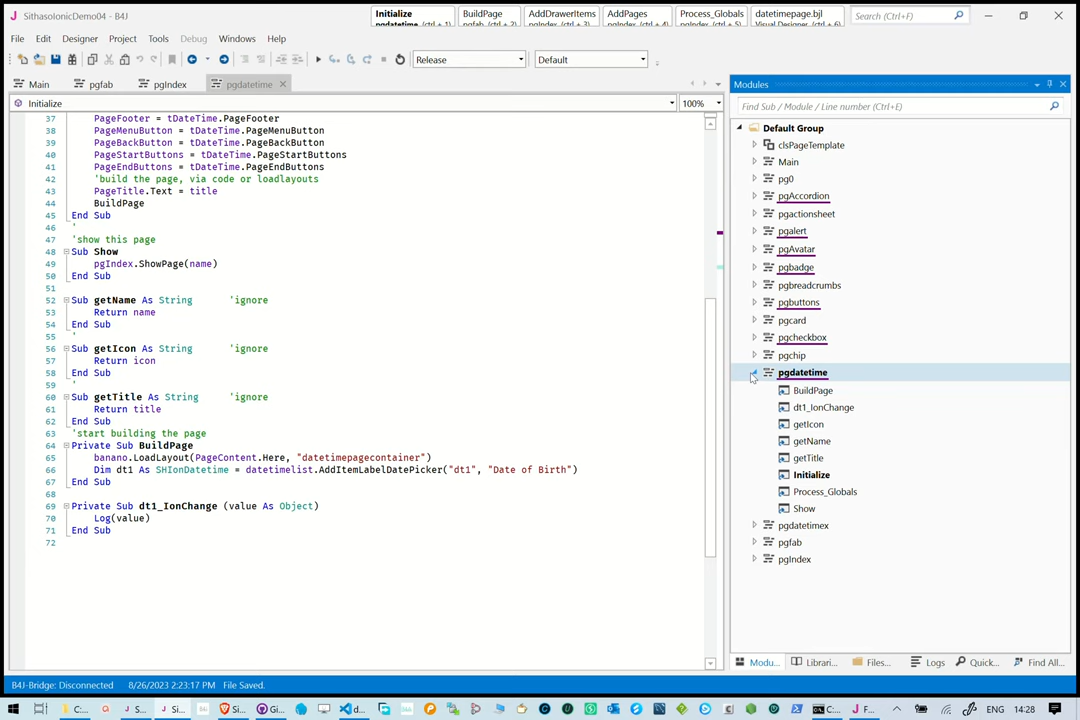 SithasoIonicDemo04 - B4J
Initialize
pgdatetime (ctrl + 1)
BuildPage
AddDrawerItems
AddPages
Process_Globals
datetimepage.bjl
Search (Ctrl+F)
File Edit Designer Project Tools Debug Windows Help
Release
Default
Main
pgfab
pgIndex
pgdatetime
Initialize
100%
37 PageFooter = tDateTime.PageFooter
38 PageMenuButton = tDateTime.PageMenuButton
39 PageBackButton = tDateTime.PageBackButton
40 PageStartButtons = tDateTime.PageStartButtons
41 PageEndButtons = tDateTime.PageEndButtons
42 'build the page, via code or loadlayouts
43 PageTitle.Text = title
44 BuildPage
45 End Sub
46 '
47 'show this page
48 Sub Show
49 pgIndex.ShowPage(name)
50 End Sub
51
52 Sub getName As String 'ignore
53 Return name
54 End Sub
55 '
56 Sub getIcon As String 'ignore
57 Return icon
58 End Sub
59 '
60 Sub getTitle As String 'ignore
61 Return title
62 End Sub
63 'start building the page
64 Private Sub BuildPage
65 banano.LoadLayout(PageContent.Here, "datetimepagecontainer")
66 Dim dt1 As SHIonDatetime = datetimelist.AddItemLabelDatePicker("dt1", "Date of Birth")
67 End Sub
68
69 Private Sub dt1_IonChange (value As Object)
70 Log(value)
71 End Sub
72
Modules
Find Sub / Module / Line number (Ctrl+E)
Default Group
clsPageTemplate
Main
pg0
pgAccordion
pgactionsheet
pgalert
pgAvatar
pgbadge
pgbreadcrumbs
pgbuttons
pgcard
pgcheckbox
pgchip
pgdatetime
BuildPage
dt1_IonChange
getIcon
getName
getTitle
Initialize
Process_Globals
Show
pgdatetimex
pgfab
pgIndex
Modu...
Librari...
Files...
Logs
Quick...
Find All...
B4J-Bridge: Disconnected 8/26/2023 2:23:17 PM File Saved.
C:...
S...
Si...
Si...
Gi...
d...
C:...
F...
ENG
14:28